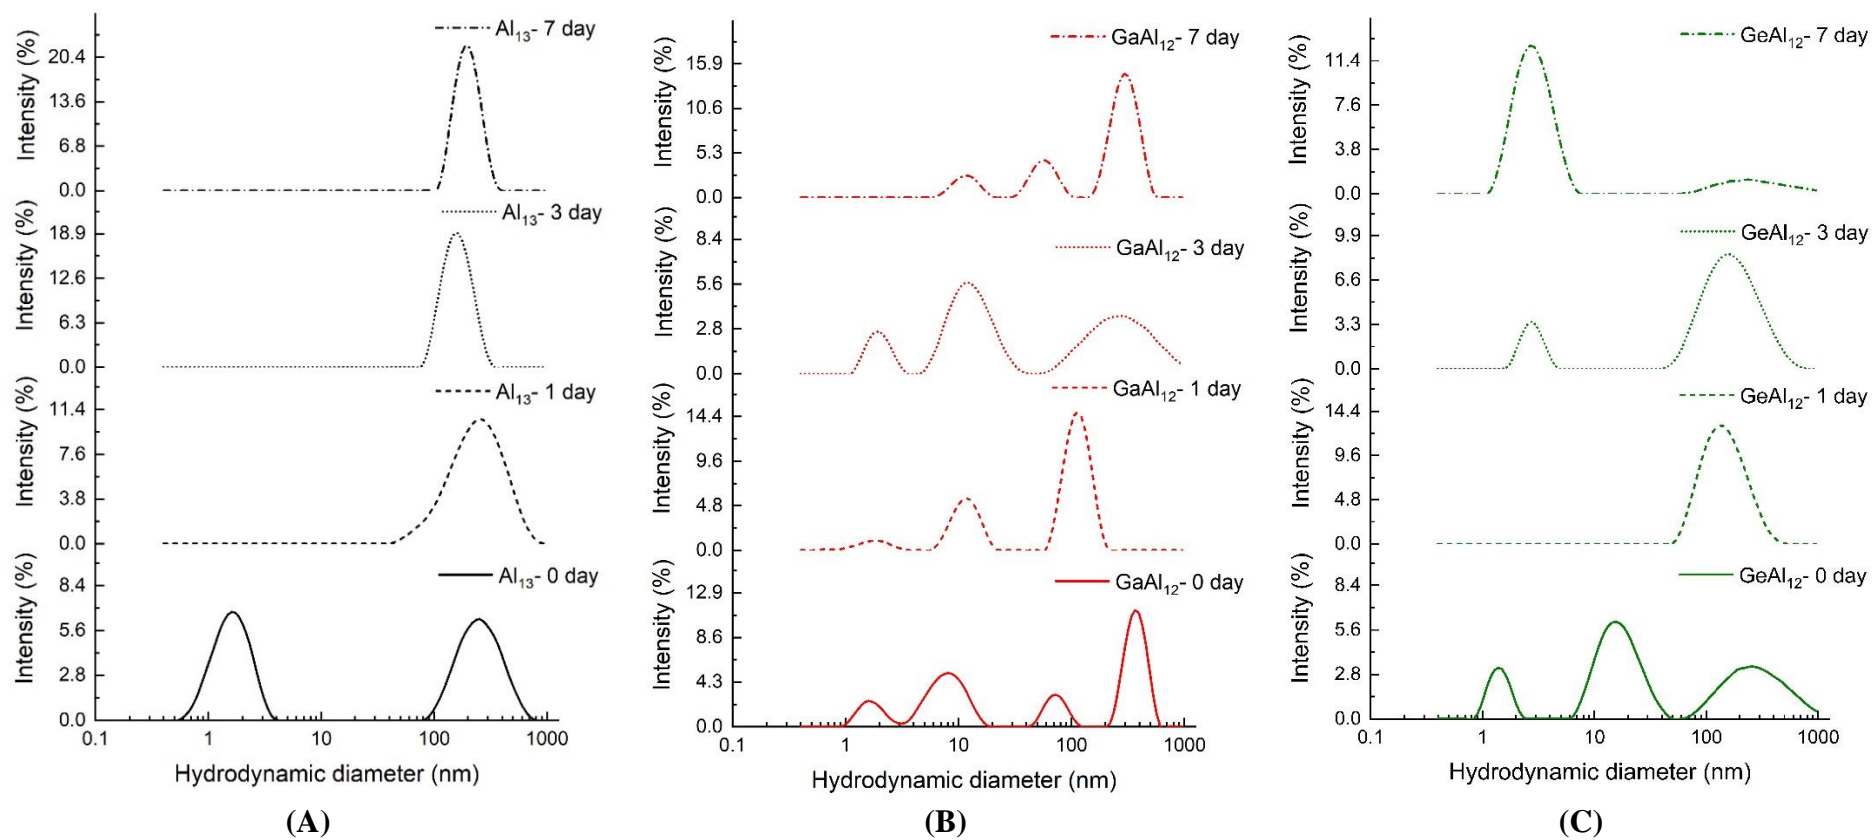 Al13- 7 day
Intensity (%)
20.4
13.6
6.8
0.0
Al13- 3 day
Intensity (%)
18.9
12.6
6.3
0.0
Al13- 1 day
Intensity (%)
11.4
7.6
3.8
0.0
Al13- 0 day
Intensity (%)
8.4
5.6
2.8
0.0
0.1 1 10 100 1000
Hydrodynamic diameter (nm)
(A)
GaAl12- 7 day
Intensity (%)
15.9
10.6
5.3
0.0
GaAl12- 3 day
Intensity (%)
8.4
5.6
2.8
0.0
GaAl12- 1 day
Intensity (%)
14.4
9.6
4.8
0.0
GaAl12- 0 day
Intensity (%)
12.9
8.6
4.3
0.0
0.1 1 10 100 1000
Hydrodynamic diameter (nm)
(B)
GeAl12- 7 day
Intensity (%)
11.4
7.6
3.8
0.0
GeAl12- 3 day
Intensity (%)
9.9
6.6
3.3
0.0
GeAl12- 1 day
Intensity (%)
14.4
9.6
4.8
0.0
GeAl12- 0 day
Intensity (%)
8.4
5.6
2.8
0.0
0.1 1 10 100 1000
Hydrodynamic diameter (nm)
(C)